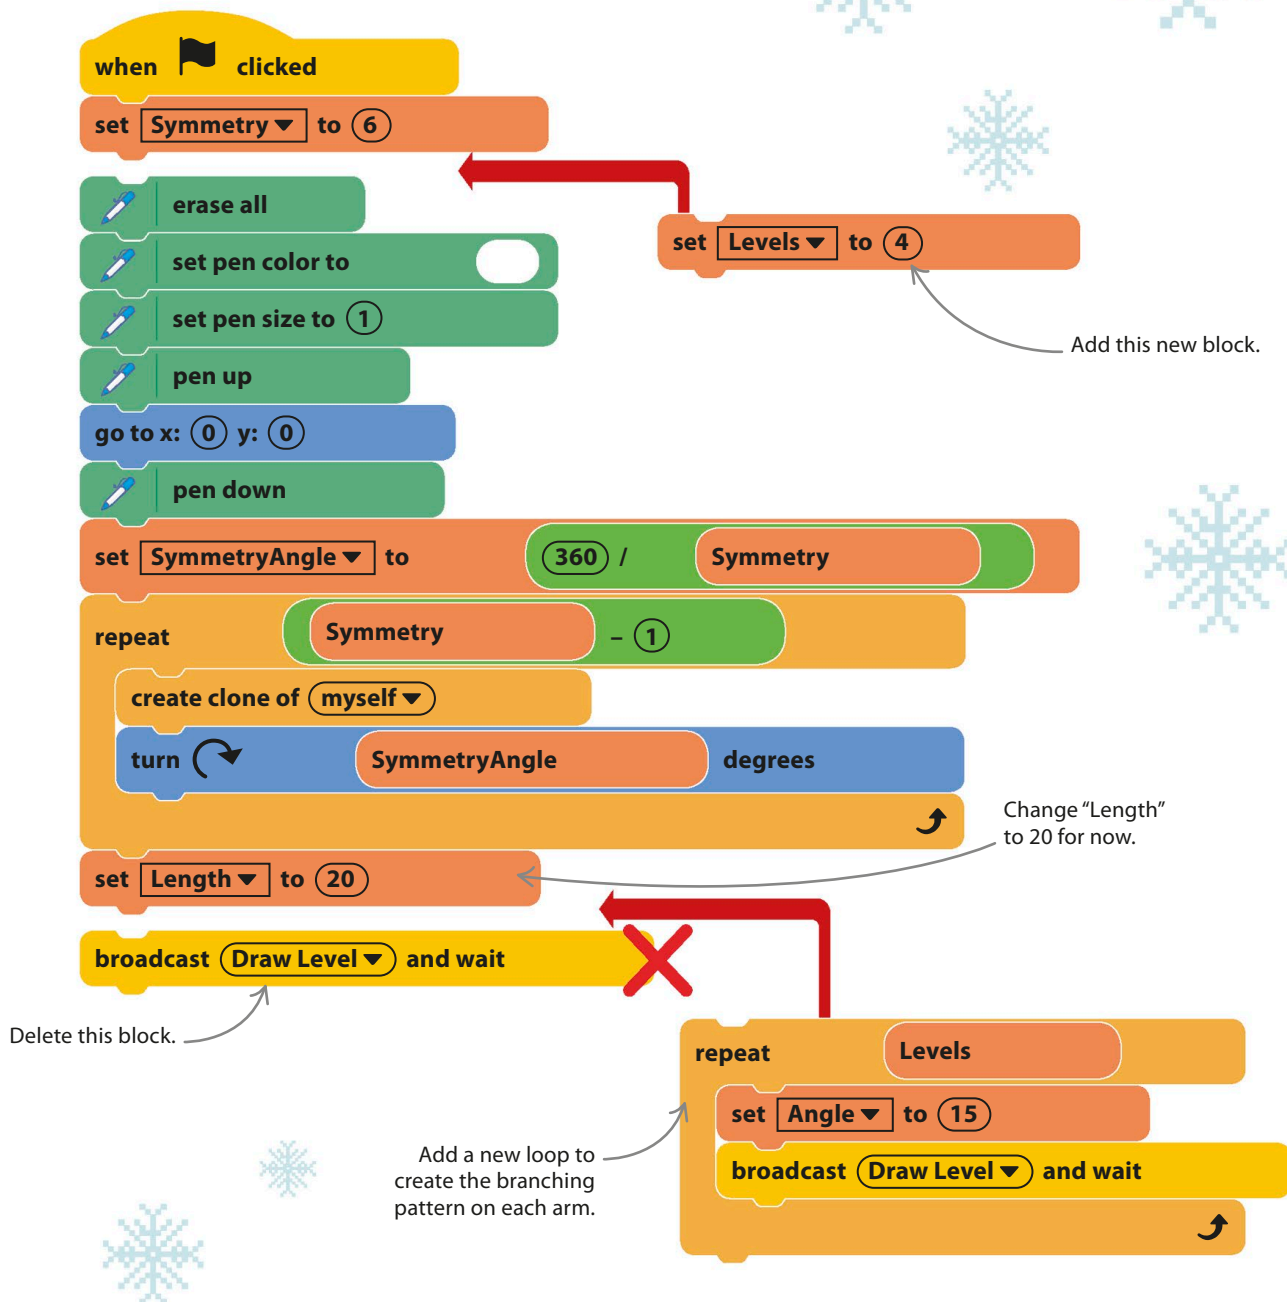 when clicked
set Symmetry to 6
erase all
set pen color to
set Levels to 4
set pen size to 1
Add this new block.
pen up
go to x: 0 y: 0
pen down
set SymmetryAngle to 360 / Symmetry
repeat Symmetry – 1
create clone of myself
turn SymmetryAngle degrees
Change “Length”
to 20 for now.
set Length to 20
broadcast Draw Level and wait
Delete this block.
repeat Levels
set Angle to 15
Add a new loop to
create the branching
pattern on each arm.
broadcast Draw Level and wait